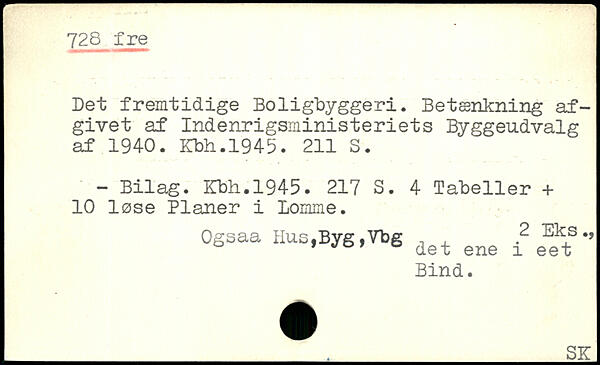 728 fre
Det fremtidige Boligbyggeri. Betænkning af-
givet af Indenrigsministeriets Byggeudvalg
af 1940. Kbh.1945. 211 S.
- Bilag. Kbh.1945. 217 S. 4 Tabeller +
10 løse Planer i Lomme.
Ogsaa Hus,Byg,Vbg
2 Eks.,
det ene i eet
Bind.
SK